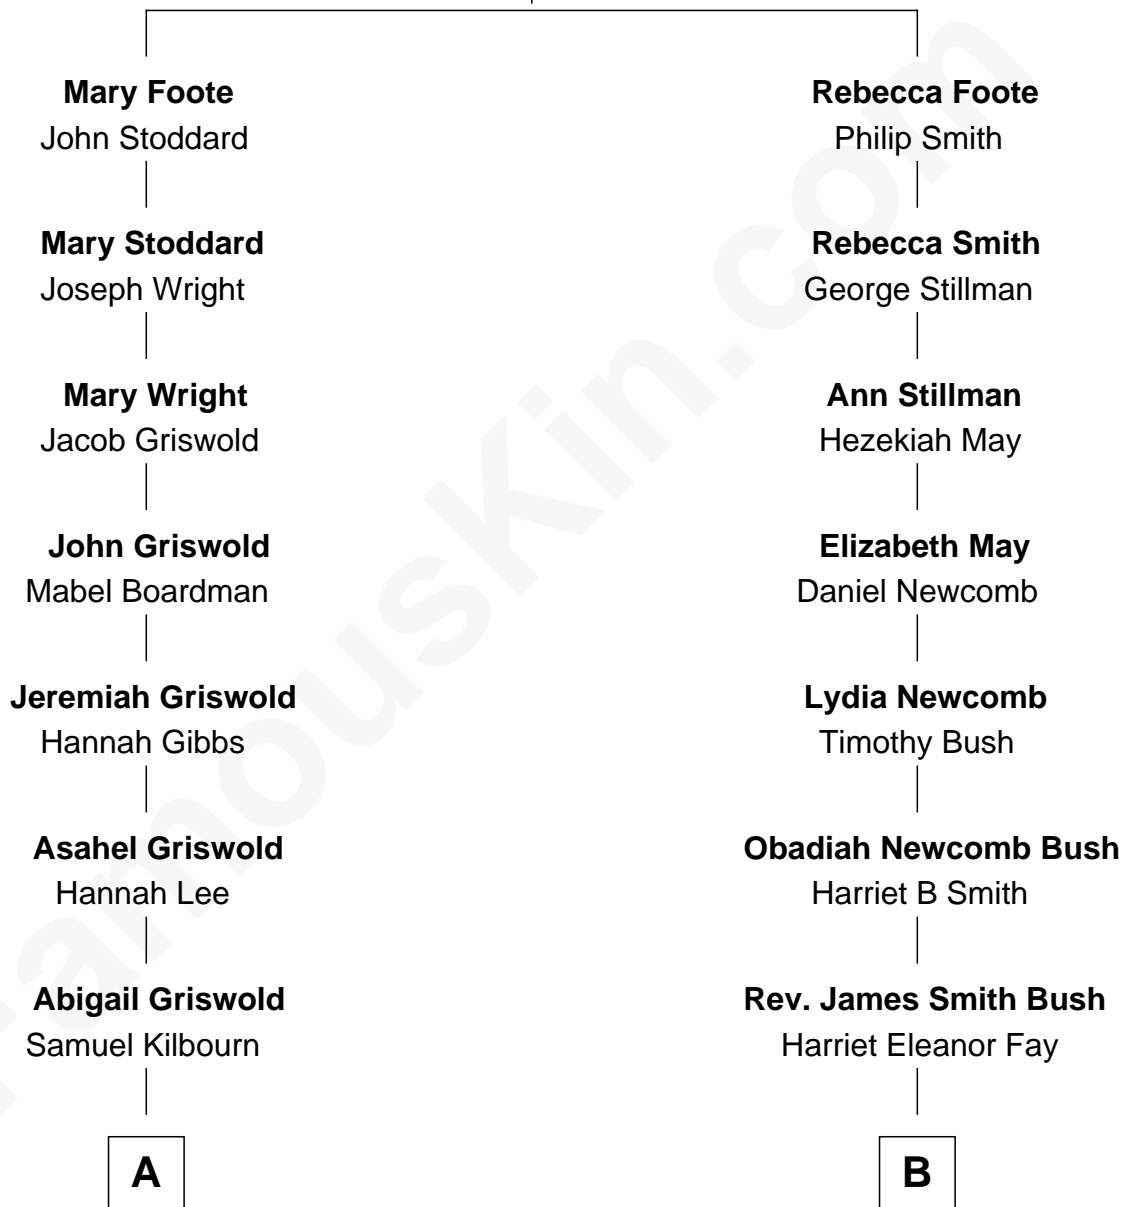 Mary Foote
John Stoddard
Mary Stoddard
Joseph Wright
Mary Wright
Jacob Griswold
John Griswold
Mabel Boardman
Jeremiah Griswold
Hannah Gibbs
Asahel Griswold
Hannah Lee
Abigail Griswold
Samuel Kilbourn
A
Rebecca Foote
Philip Smith
Rebecca Smith
George Stillman
Ann Stillman
Hezekiah May
Elizabeth May
Daniel Newcomb
Lydia Newcomb
Timothy Bush
Obadiah Newcomb Bush
Harriet B Smith
Rev. James Smith Bush
Harriet Eleanor Fay
B
FamousKin.com